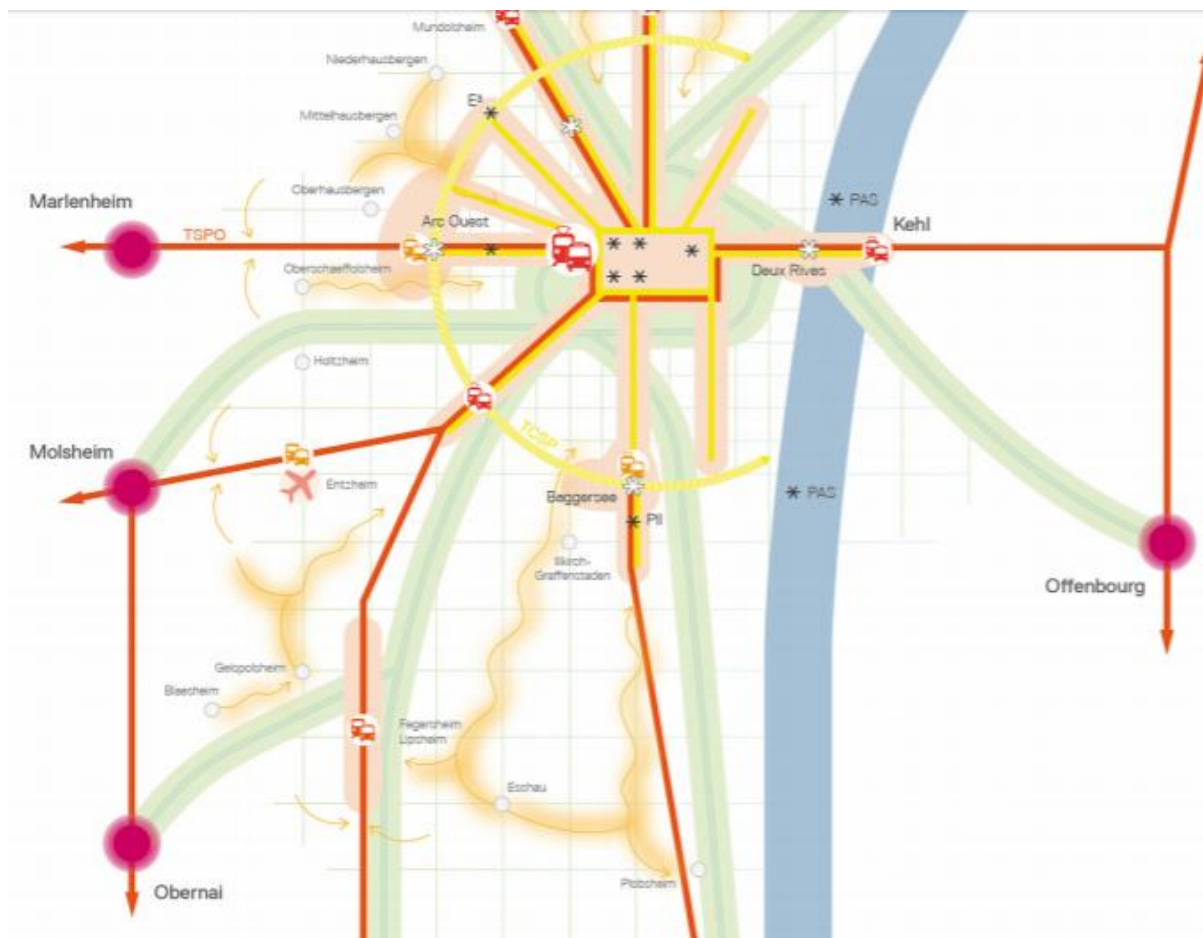 Mundolsheim
Niederhausbergen
E³
Mittelhausbergen
Oberhausbergen
PAS
Marlenheim
Arc Ouest
Kehl
TSPO
Oberschaeffolsheim
Deux Rives
Holtzheim
TCSP
Molsheim
Entzheim
Baggersee
PAS
PII
Illkirch-
Graffenstaden
Offenbourg
Geispolsheim
Blaesheim
Fegersheim
Lipsheim
Eschau
Plobsheim
Obernai